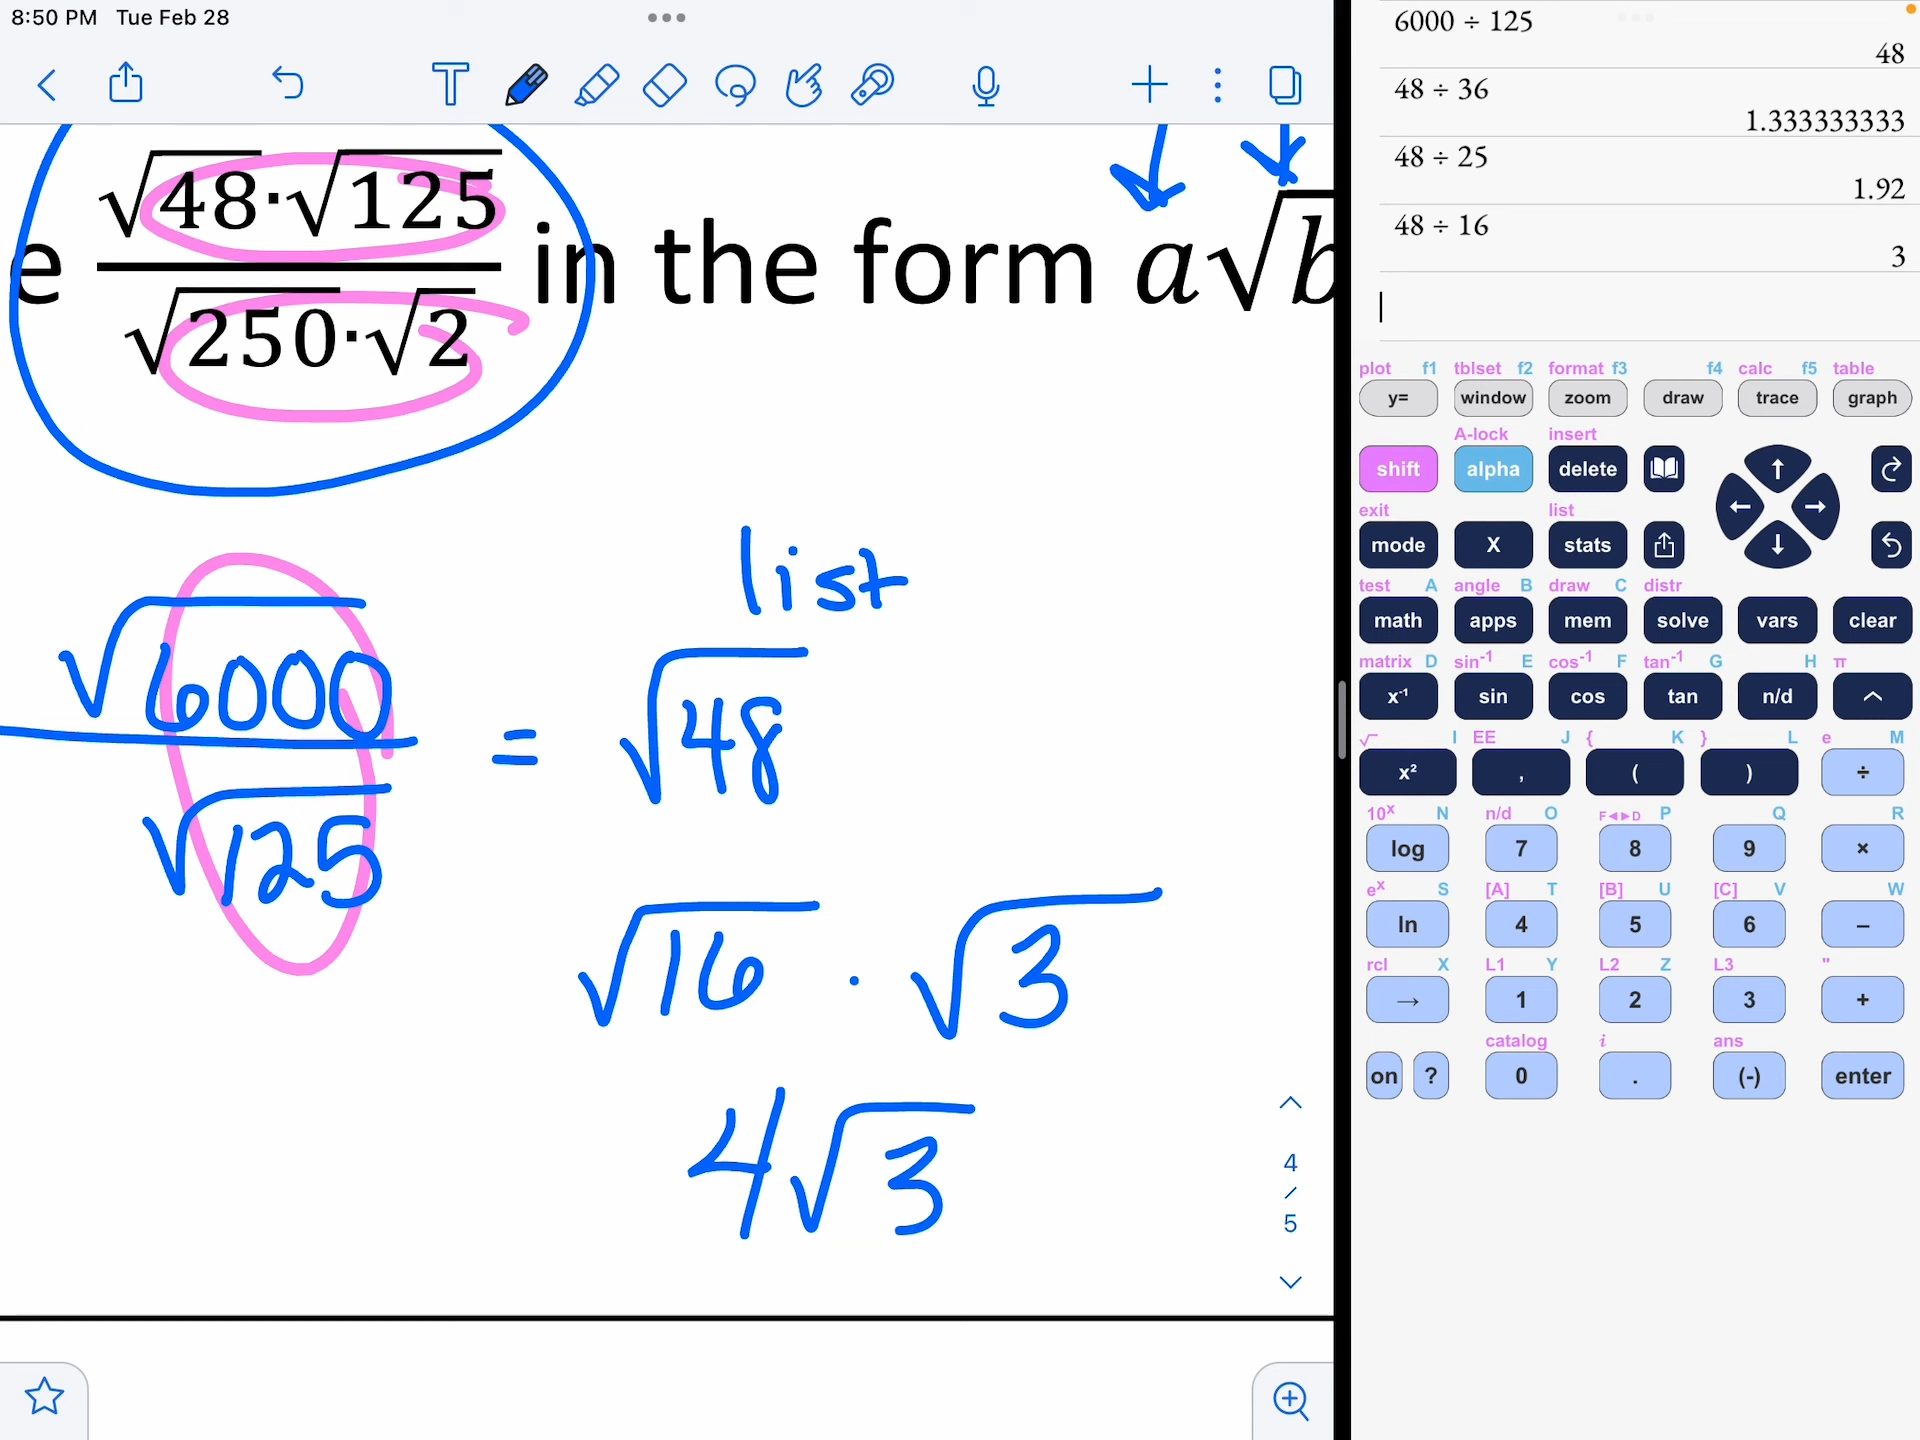 8:50 PM Tue Feb 28
e √48·√125 / √250·√2 in the form a√b
list
√6000 / √125 = √48
√16 · √3
4√3
4
/
5
6000 ÷ 125
48
48 ÷ 36
1.333333333
48 ÷ 25
1.92
48 ÷ 16
3
plot f1 tblset f2 format f3 f4 calc f5 table
y= window zoom draw trace graph
A-lock insert
shift alpha delete
exit list
mode X stats
test A angle B draw C distr
math apps mem solve vars clear
matrix D sin⁻¹ E cos⁻¹ F tan⁻¹ G H π
x⁻¹ sin cos tan n/d ^
√ I EE J { K } L e M
x² , ( ) ÷
10ˣ N n/d O F◄►D P Q R
log 7 8 9 ×
eˣ S [A] T [B] U [C] V W
ln 4 5 6 −
rcl X L1 Y L2 Z L3 "
→ 1 2 3 +
catalog i ans
on ? 0 . (-) enter